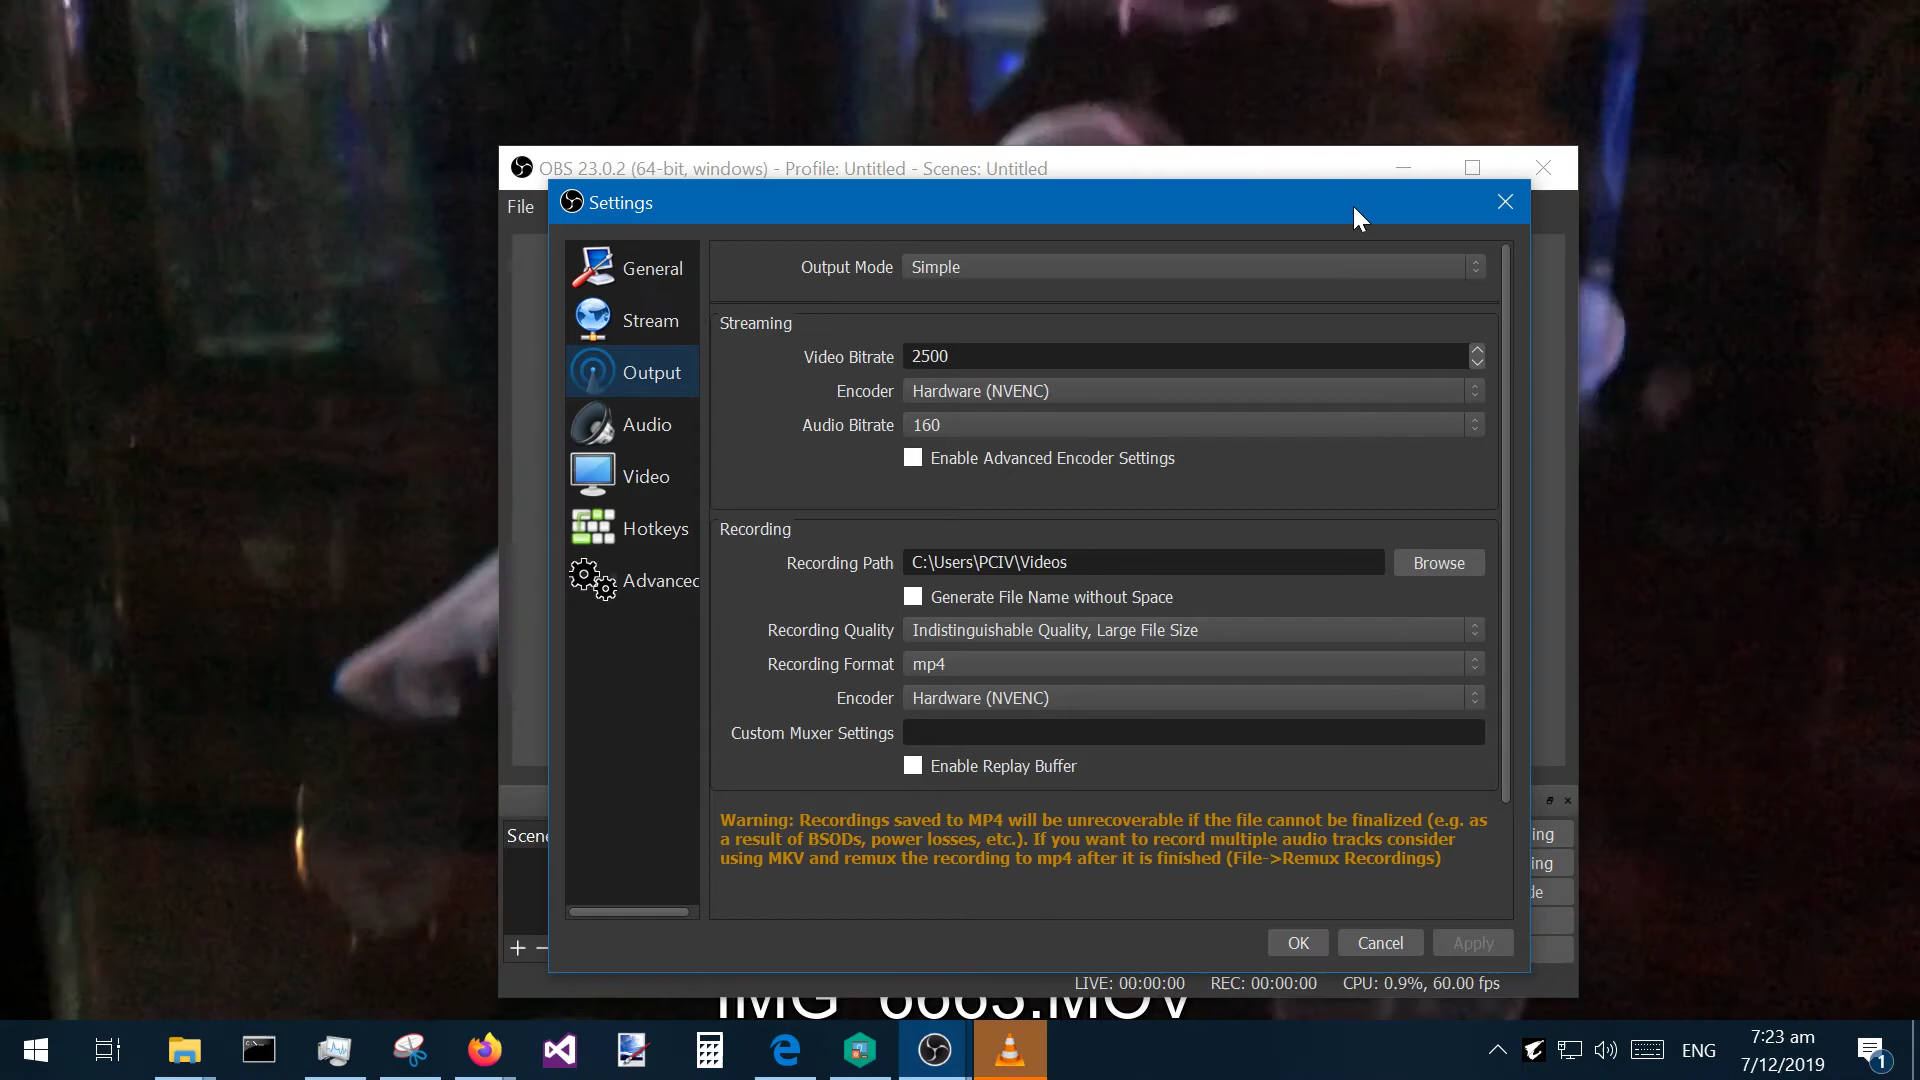 OBS 23.0.2 (64-bit, windows) - Profile: Untitled - Scenes: Untitled
File
Settings
General
Stream
Output
Audio
Video
Hotkeys
Advanced
Output Mode Simple
Streaming
Video Bitrate 2500
Encoder Hardware (NVENC)
Audio Bitrate 160
Enable Advanced Encoder Settings
Recording
Recording Path C:\Users\PCIV\Videos Browse
Generate File Name without Space
Recording Quality Indistinguishable Quality, Large File Size
Recording Format mp4
Encoder Hardware (NVENC)
Custom Muxer Settings
Enable Replay Buffer
Warning: Recordings saved to MP4 will be unrecoverable if the file cannot be finalized (e.g. as
a result of BSODs, power losses, etc.). If you want to record multiple audio tracks consider
using MKV and remux the recording to mp4 after it is finished (File->Remux Recordings)
Scene
ing
ing
de
OK Cancel Apply
LIVE: 00:00:00 REC: 00:00:00 CPU: 0.9%, 60.00 fps
IMG_6663.MOV
ENG
7:23 am
7/12/2019
1